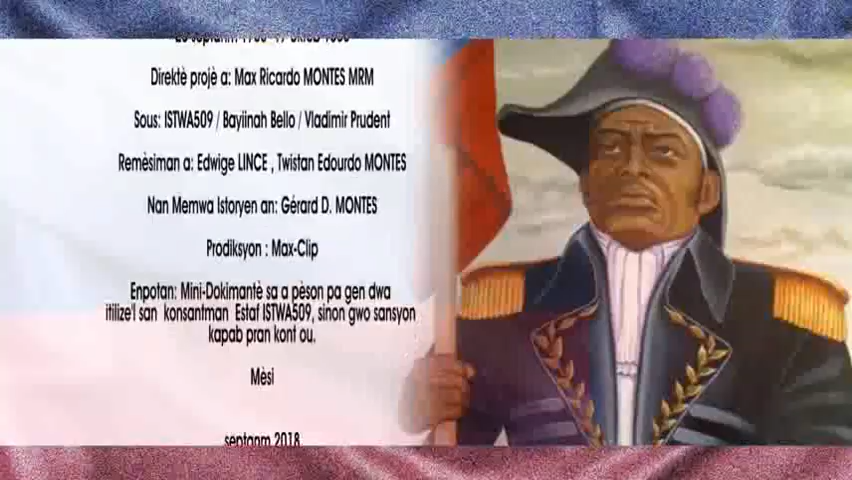 Direktè projè a: Max Ricardo MONTES MRM
Sous: ISTWA509 / Bayiinah Bello / Vladimir Prudent
Remèsiman a: Edwige LINCE , Twistan Edourdo MONTES
Nan Memwa Istoryen an: Gérard D. MONTES
Prodiksyon : Max-Clip
Enpotan: Mini-Dokimantè sa a pèson pa gen dwa
itilize'l san konsantman Estaf ISTWA509, sinon gwo sansyon
kapab pran kont ou.
Mèsi
septanm 2018